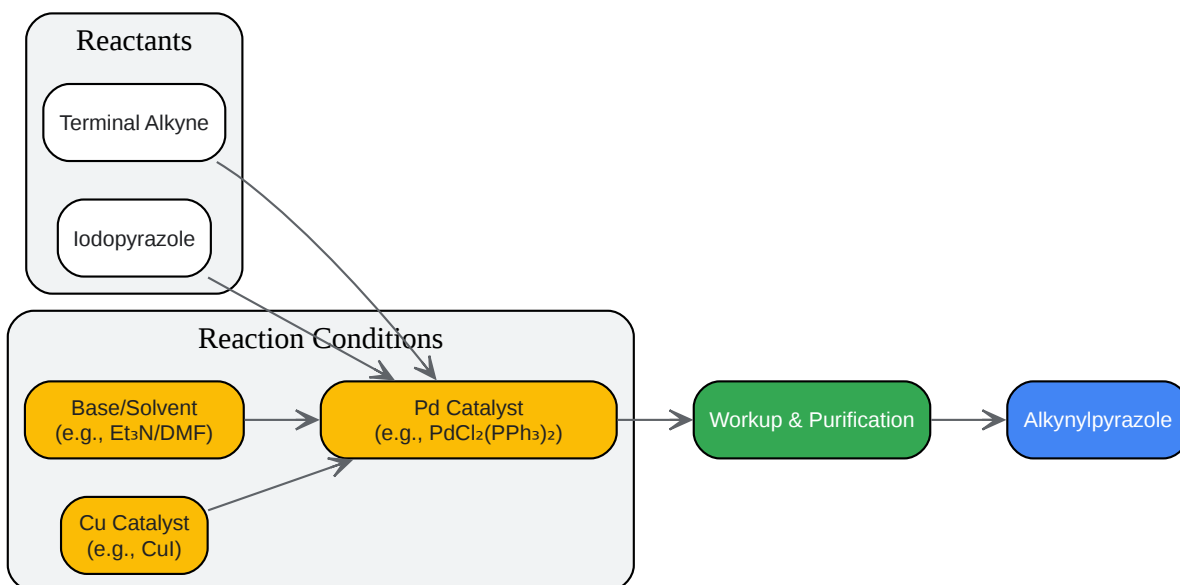 Reactants
Terminal Alkyne
Iodopyrazole
Reaction Conditions
Base/Solvent
(e.g., Et₃N/DMF)
Pd Catalyst
(e.g., PdCl₂(PPh₃)₂)
Cu Catalyst
(e.g., CuI)
Workup & Purification
Alkynylpyrazole